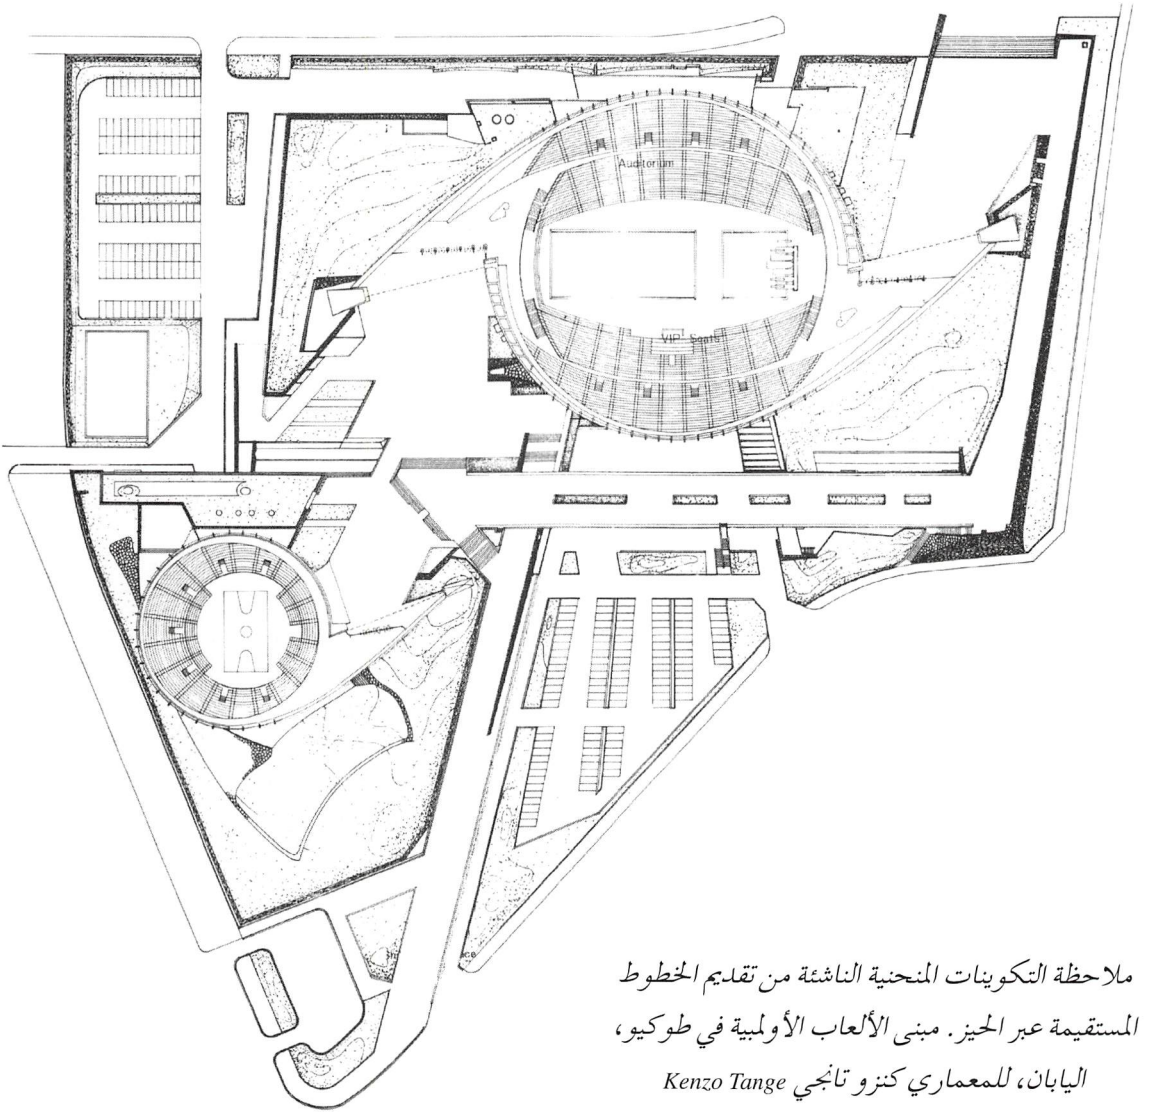 Auditorium
VIP Seats
ملاحظة التكوينات المنحنية الناشئة من تقديم الخطوط
المستقيمة عبر الحيز. مبنى الألعاب الأولمبية في طوكيو،
اليابان، للمعماري كنزو تانجي Kenzo Tange